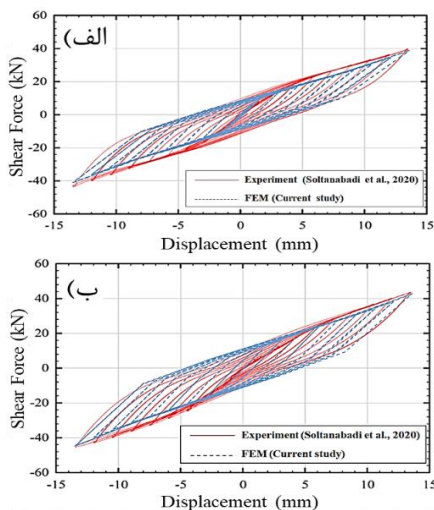 الف)
60
40
20
0
-20
-40
-60
Shear Force (kN)
Experiment (Soltanabadi et al., 2020)
FEM (Current study)
-15 -10 -5 0 5 10 15
Displacement (mm)
ب)
60
40
20
0
-20
-40
-60
Shear Force (kN)
Experiment (Soltanabadi et al., 2020)
FEM (Current study)
-15 -10 -5 0 5 10 15
Displacement (mm)